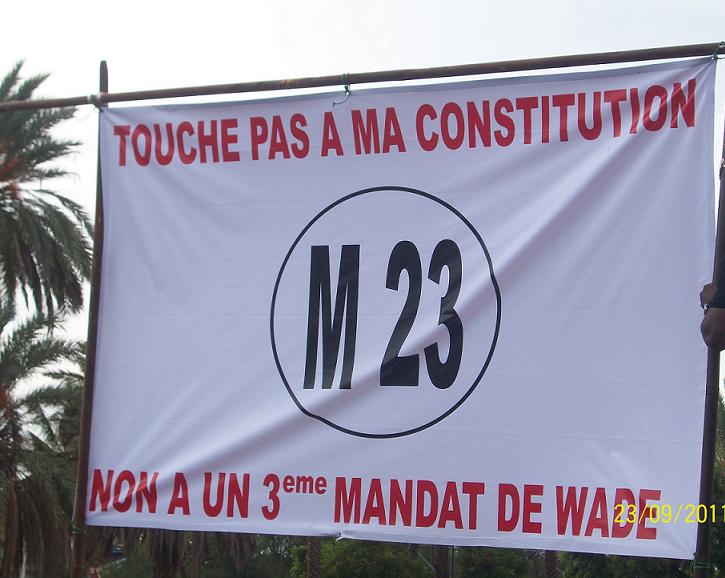 TOUCHE PAS A MA CONSTITUTION
M 23
NON A UN 3eme MANDAT DE WADE
23/09/2011